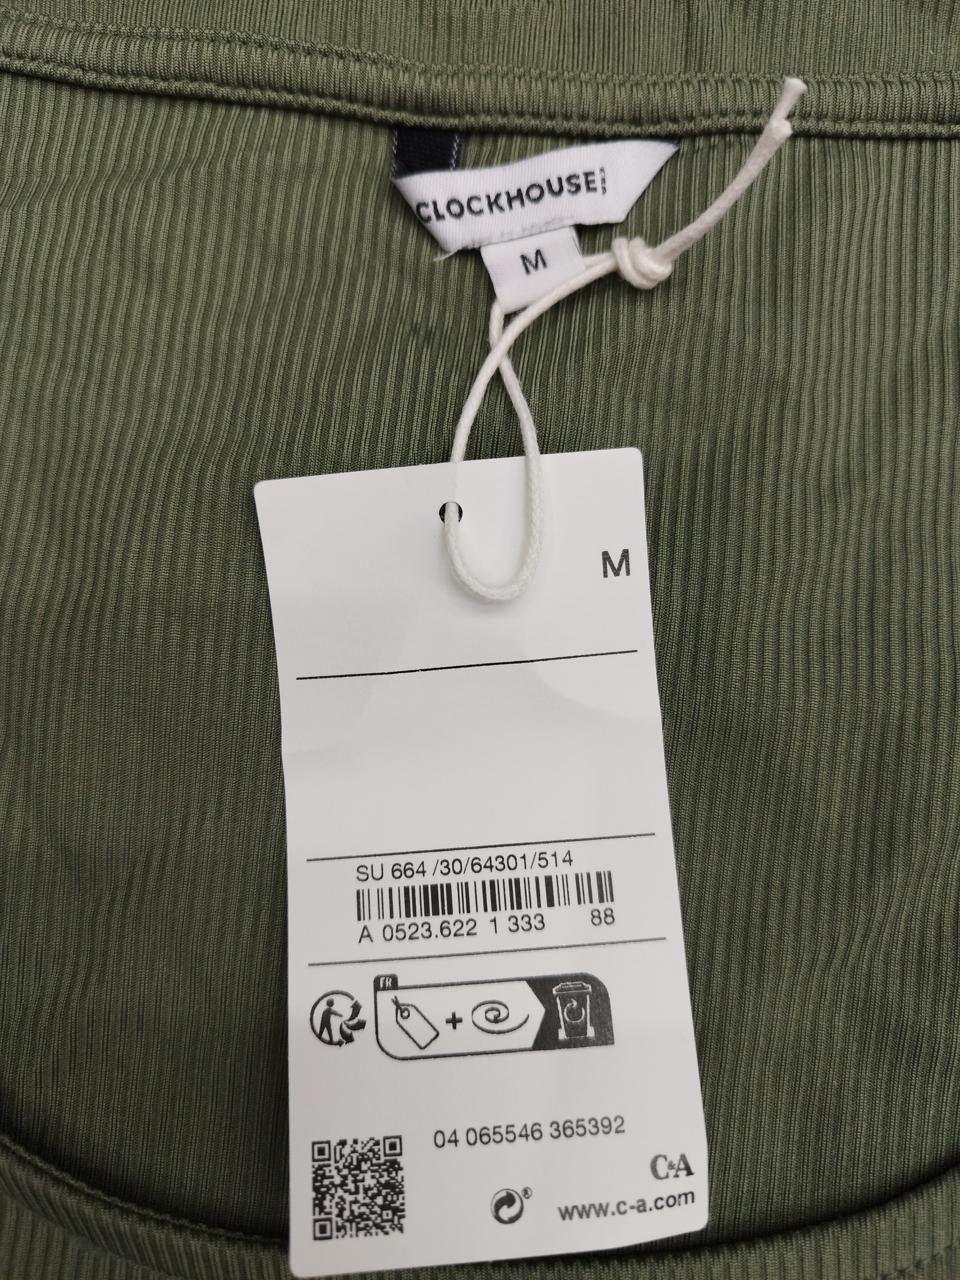 CLOCKHOUSE
M
M
SU 664 /30/64301/514
A 0523.622 1 333 88
FR
+
04 065546 365392
C&A
®
www.c-a.com